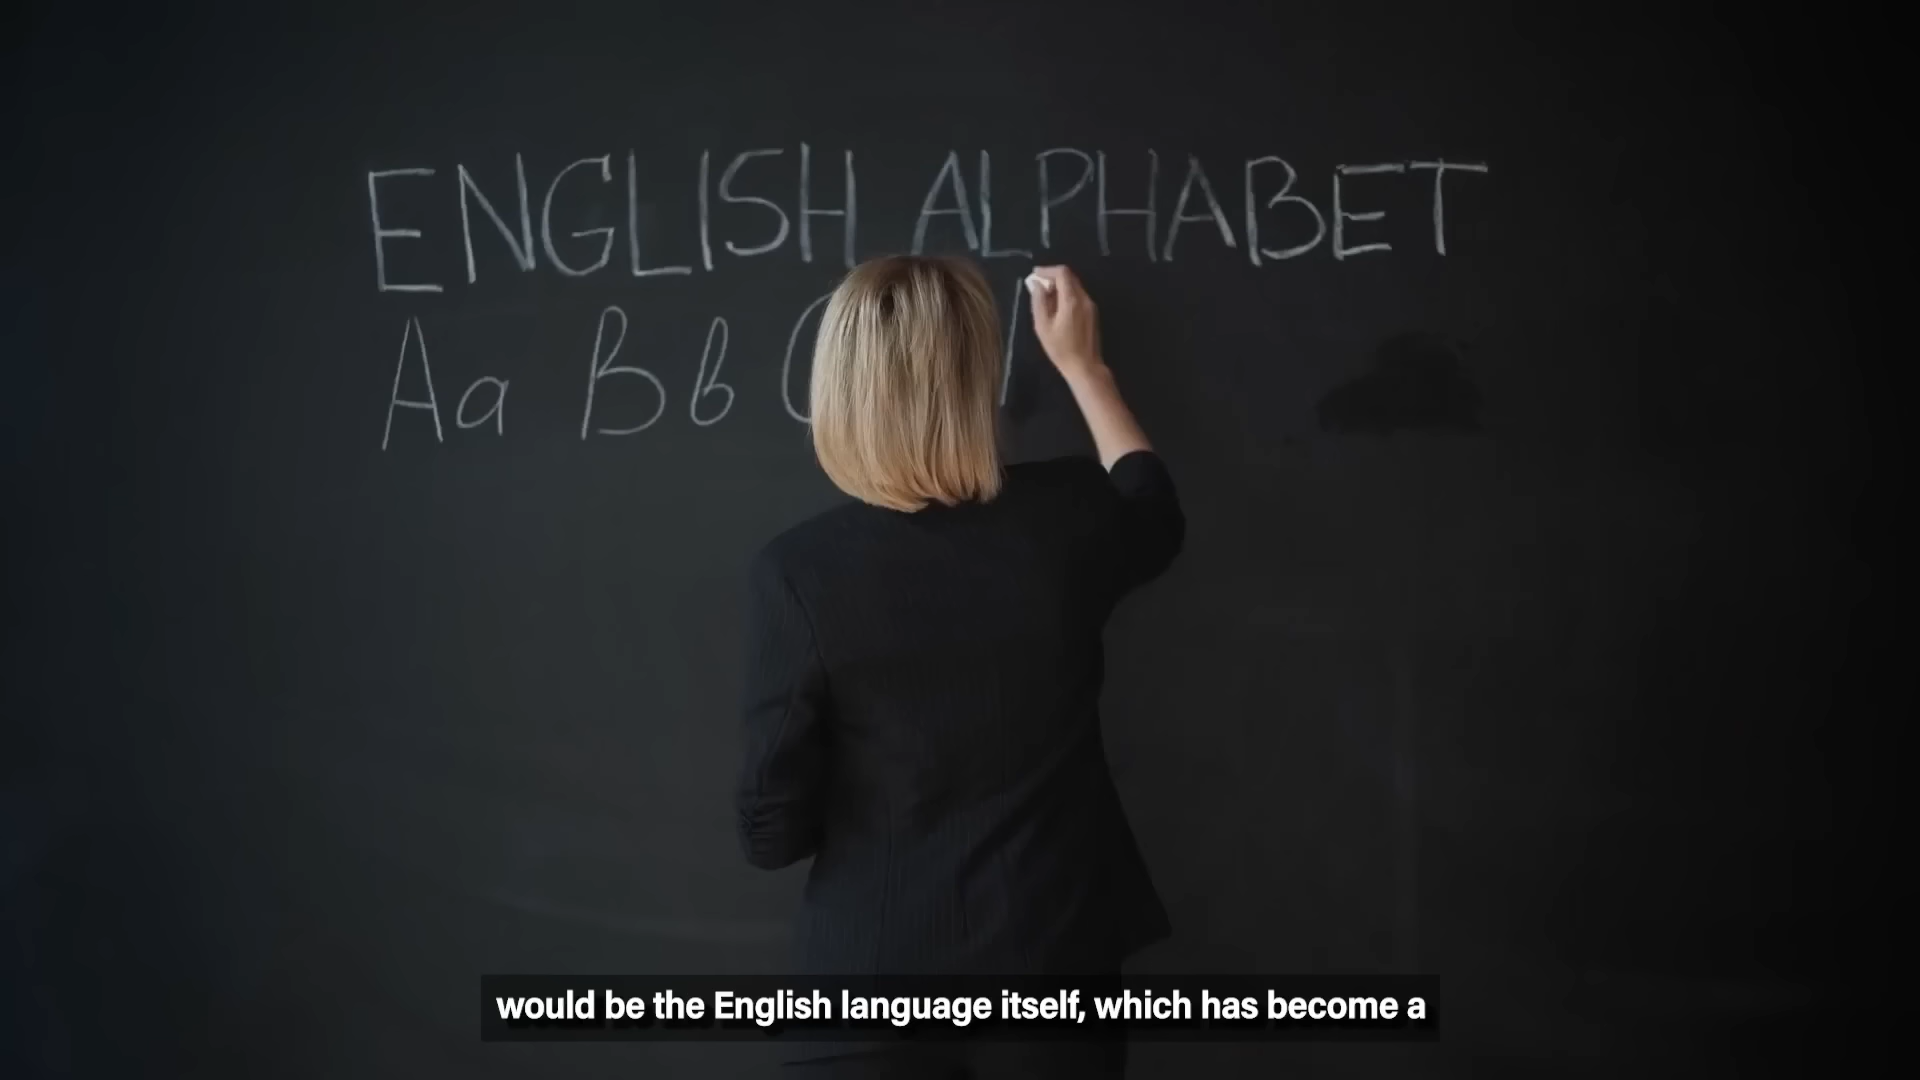 ENGLISH ALPHABET
Aa Bb
would be the English language itself, which has become a